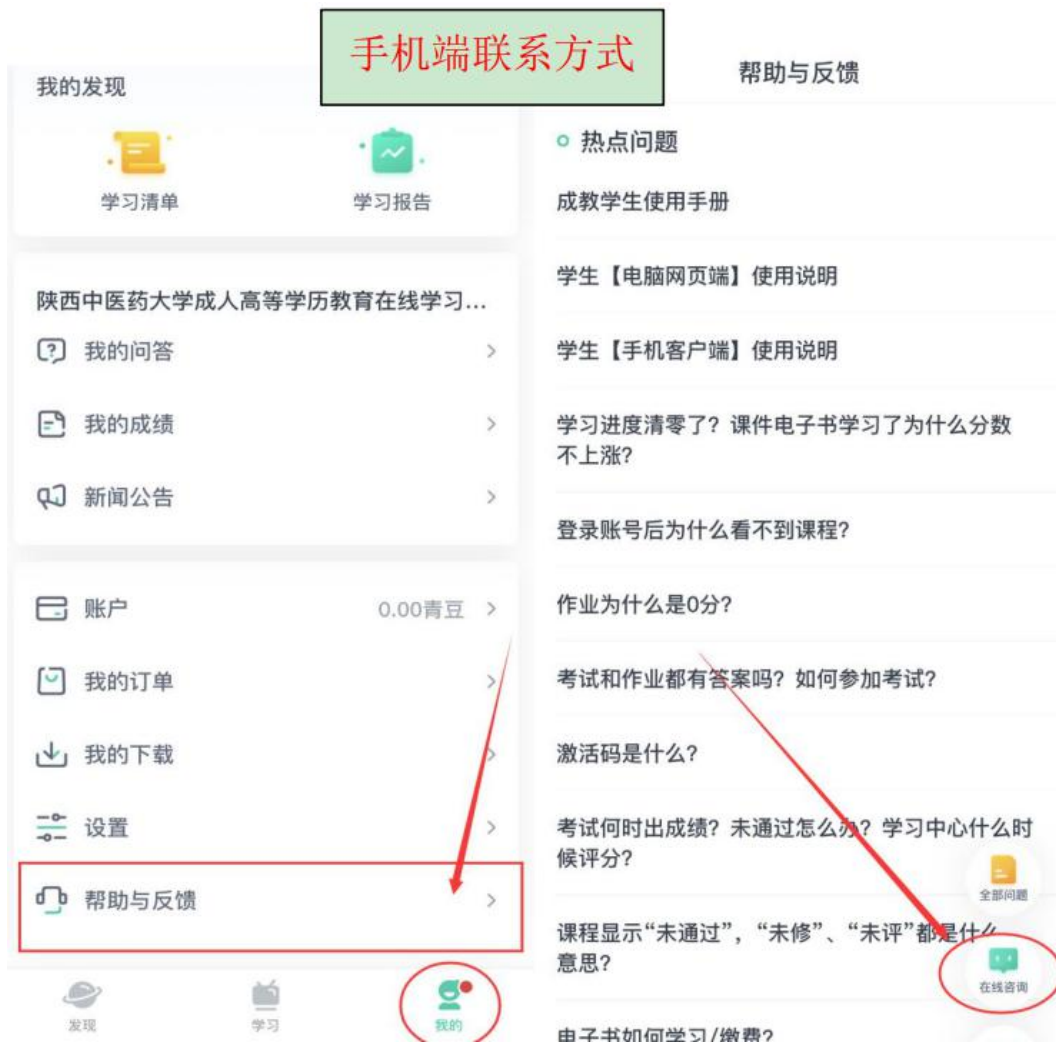 手机端联系方式
我的发现
学习清单
学习报告
陕西中医药大学成人高等学历教育在线学习...
我的问答
我的成绩
新闻公告
账户
0.00青豆
我的订单
我的下载
设置
帮助与反馈
发现
学习
我的
帮助与反馈
热点问题
成教学生使用手册
学生【电脑网页端】使用说明
学生【手机客户端】使用说明
学习进度清零了？课件电子书学习了为什么分数
不上涨？
登录账号后为什么看不到课程？
作业为什么是0分？
考试和作业都有答案吗？如何参加考试？
激活码是什么？
考试何时出成绩？未通过怎么办？学习中心什么时
候评分？
全部问题
课程显示“未通过”，“未修”、“未评”都是什么
意思？
在线咨询
电子书如何学习/缴费？